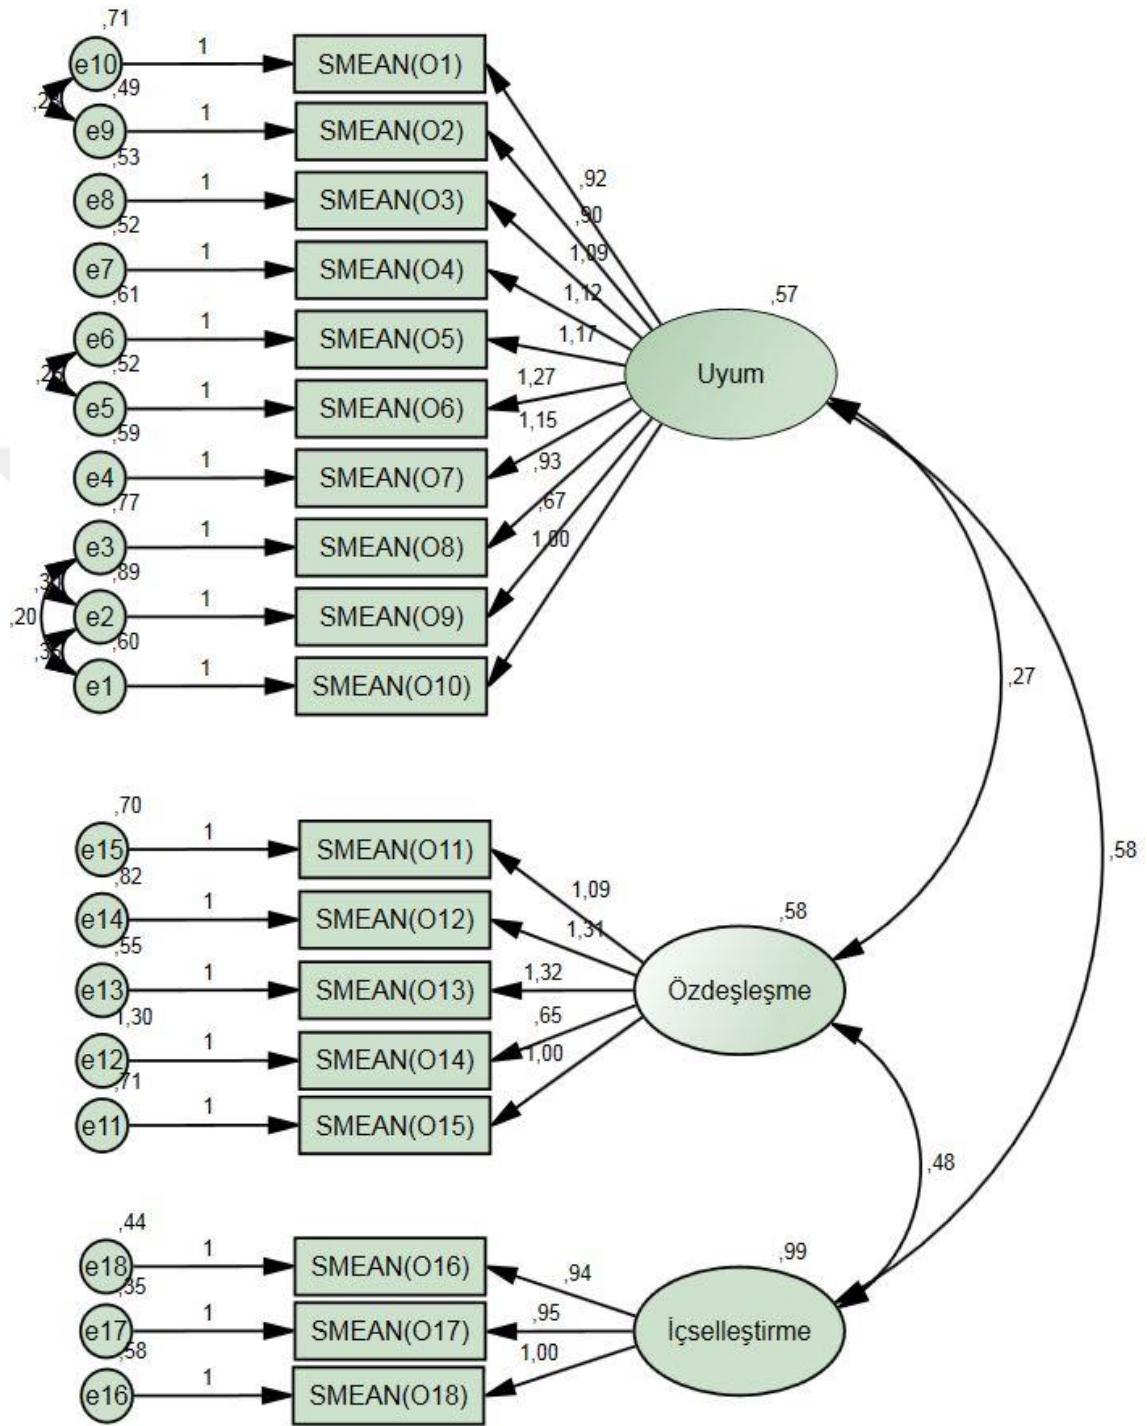 ,71
e10 1 SMEAN(O1)
,49
e9 1 SMEAN(O2)
,53
e8 1 SMEAN(O3)
,52
e7 1 SMEAN(O4)
,61
e6 1 SMEAN(O5)
,52
e5 1 SMEAN(O6)
,59
e4 1 SMEAN(O7)
,77
e3 1 SMEAN(O8)
,89
e2 1 SMEAN(O9)
,20
,60
e1 1 SMEAN(O10)
,92
,90
1,09
1,12
1,17
1,27
1,15
,93
,67
1,00
,57
Uyum
,27
,58
,70
e15 1 SMEAN(O11)
,82
e14 1 SMEAN(O12)
,55
e13 1 SMEAN(O13)
1,30
e12 1 SMEAN(O14)
,71
e11 1 SMEAN(O15)
1,09
1,31
1,32
,65
1,00
,58
Özdeşleşme
,48
,44
e18 1 SMEAN(O16)
,35
e17 1 SMEAN(O17)
,58
e16 1 SMEAN(O18)
,94
,95
1,00
,99
İçselleştirme